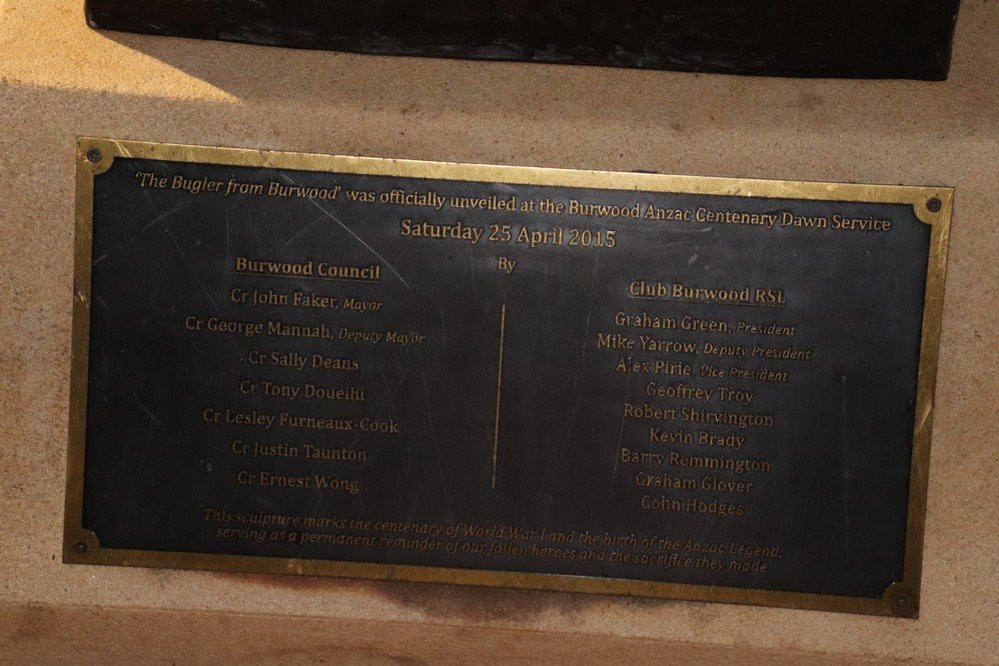 'The Bugler from Burwood' was officially unveiled at the Burwood Anzac Centenary Dawn Service
Saturday 25 April 2015
By
Burwood Council
Cr John Faker, Mayor
Cr George Mannah, Deputy Mayor
Cr Sally Deans
Cr Tony Doueihi
Cr Lesley Furneaux-Cook
Cr Justin Taunton
Cr Ernest Wong
Club Burwood RSL
Graham Green, President
Mike Yarrow, Deputy President
Alex Pirie, Vice President
Geoffrey Troy
Robert Shirvington
Kevin Brady
Barry Remmington
Graham Glover
Colin Hodges
This sculpture marks the centenary of World War I and the birth of the Anzac Legend,
serving as a permanent reminder of our fallen heroes and the sacrifice they made